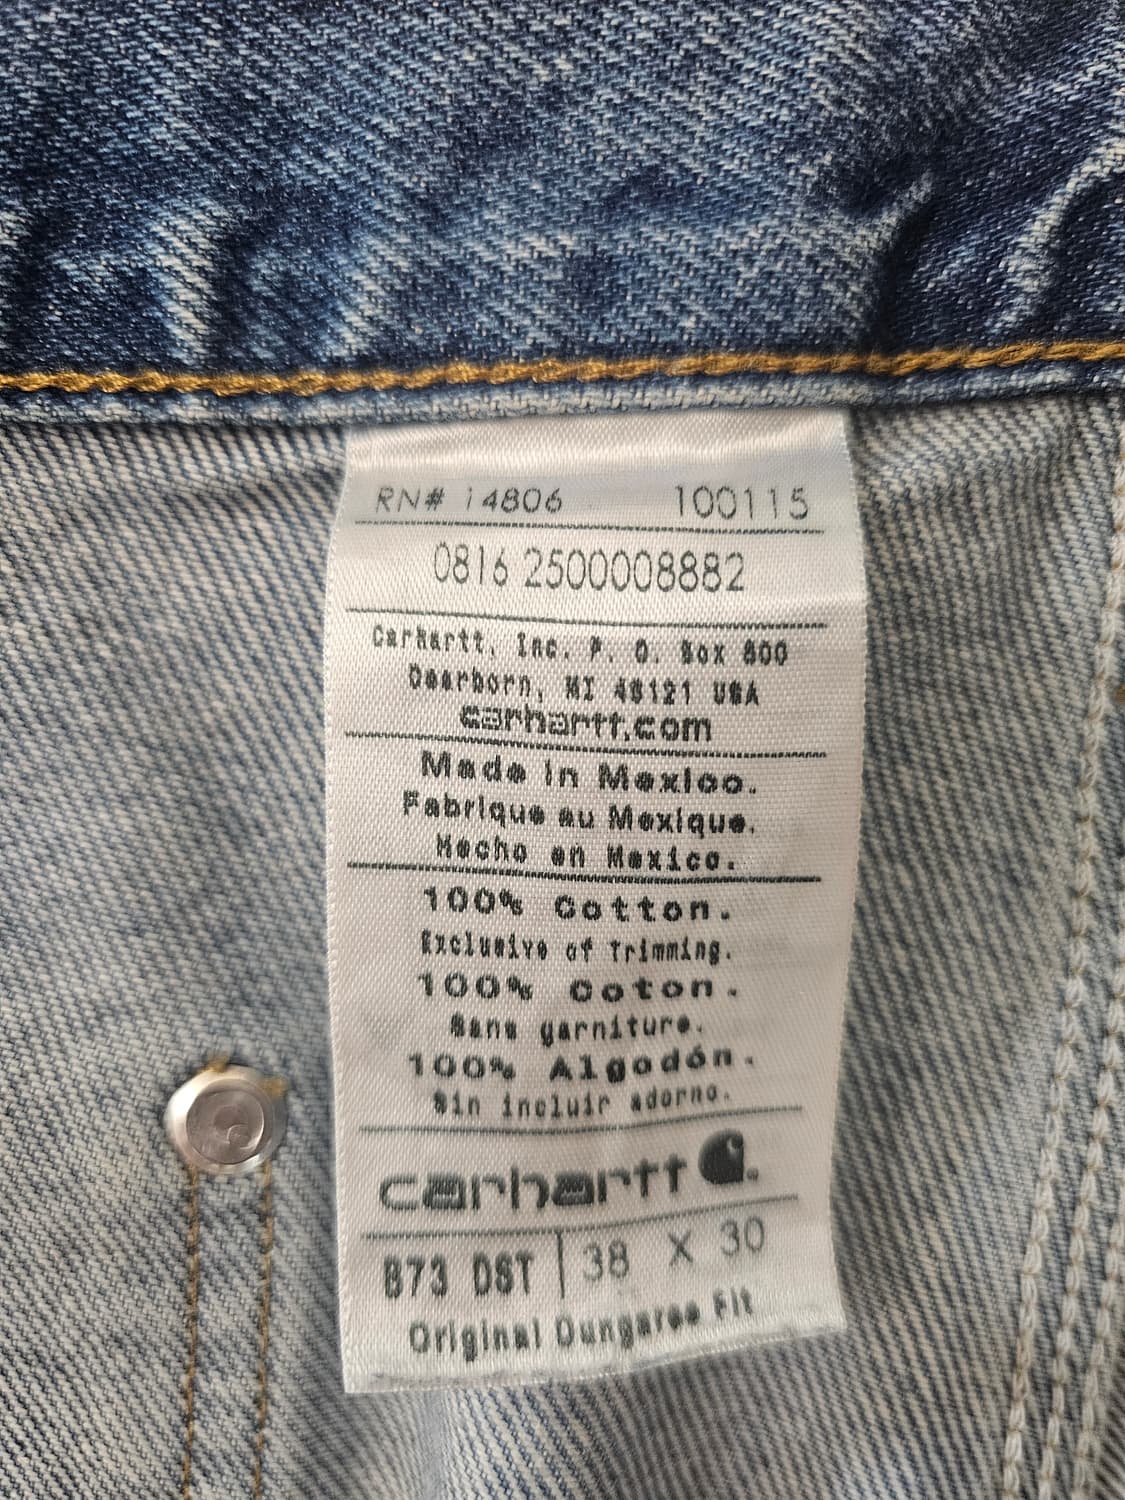 RN# 14806 100115
0816 2500008882
Carhartt, Inc. P. O. Box 600
Dearborn, MI 48121 USA
carhartt.com
Made in Mexico.
Fabrique au Mexique.
Hecho en Mexico.
100% Cotton.
Exclusive of Trimming.
100% Coton.
Sans garniture.
100% Algodón.
Sin incluir adorno.
carhartt
B73 DST 38 X 30
Original Dungaree Fit